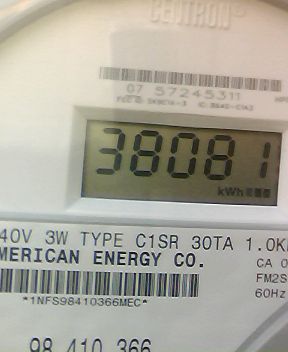 CENTRON®
07 57245311
38081
kWh
40V 3W TYPE C1SR 30TA 1.0K
MERICAN ENERGY CO.
CA 0
FM2S
*1NFS98410366MEC*
60Hz
98 410 366